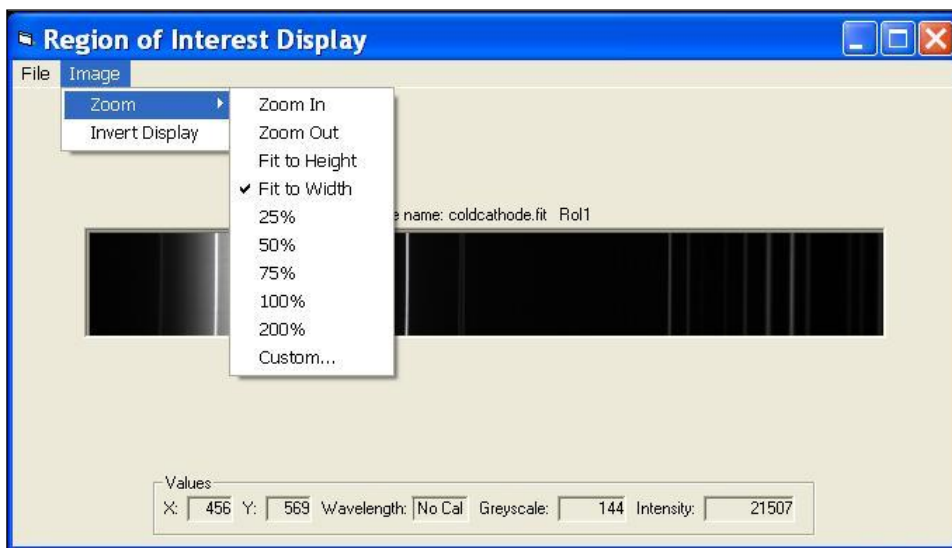 Region of Interest Display
File Image
Zoom
Invert Display
Zoom In
Zoom Out
Fit to Height
Fit to Width
25%
50%
75%
100%
200%
Custom...
name: coldcathode.fit RoI1
Values
X: 456 Y: 569 Wavelength: No Cal Greyscale: 144 Intensity: 21507